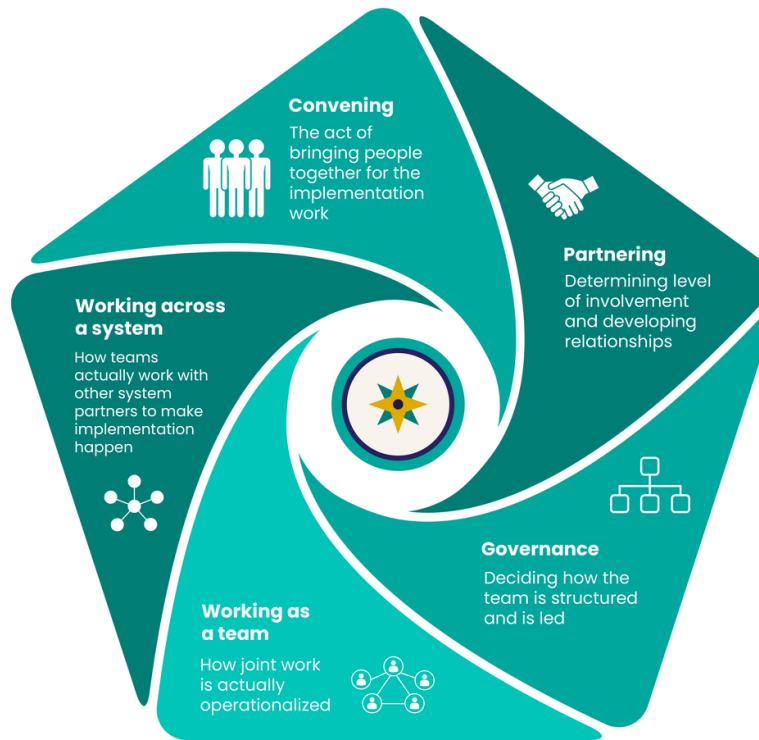 Convening
The act of
bringing people
together for the
implementation
work
Partnering
Determining level
of involvement
and developing
relationships
Governance
Deciding how the
team is structured
and is led
Working as
a team
How joint work
is actually
operationalized
Working across
a system
How teams
actually work with
other system
partners to make
implementation
happen